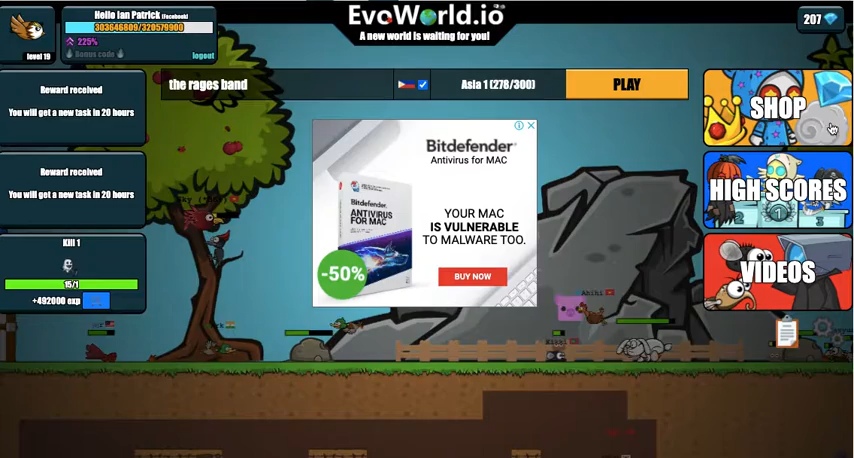 Hello Ian Patrick (Facebook)
303646809/320579900
225%
Bonus code
logout
level 19
EvoWorld.io
A new world is waiting for you!
207
Reward received
You will get a new task in 20 hours
the rages band
Asia 1 (278/300)
PLAY
SHOP
Reward received
You will get a new task in 20 hours
HIGH SCORES
2
1
3
Kill 1
15/1
+492000 exp
VIDEOS
Bitdefender
Antivirus for MAC
Bitdefender
ANTIVIRUS
FOR MAC
YOUR MAC
IS VULNERABLE
TO MALWARE TOO.
-50%
BUY NOW